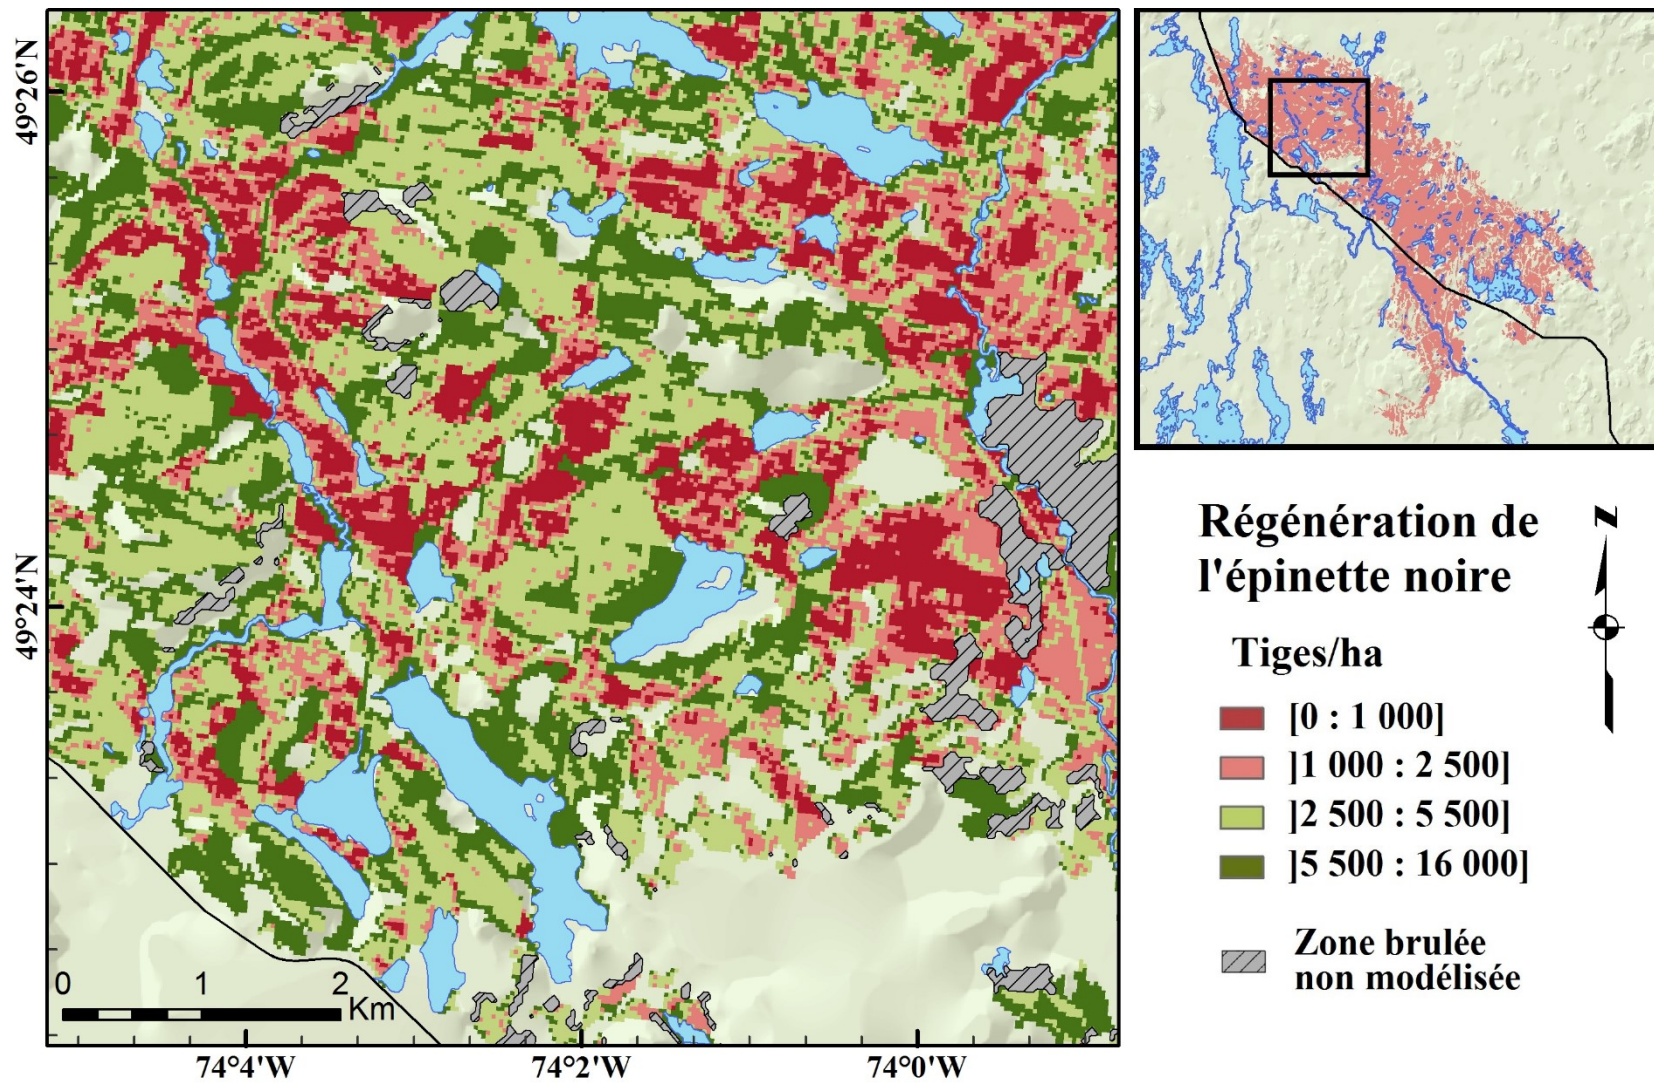 49°26'N
49°24'N
0 1 2
Km
74°4'W 74°2'W 74°0'W
Régénération de
l'épinette noire
Tiges/ha
[0 : 1 000]
]1 000 : 2 500]
]2 500 : 5 500]
]5 500 : 16 000]
Zone brulée
non modélisée
N